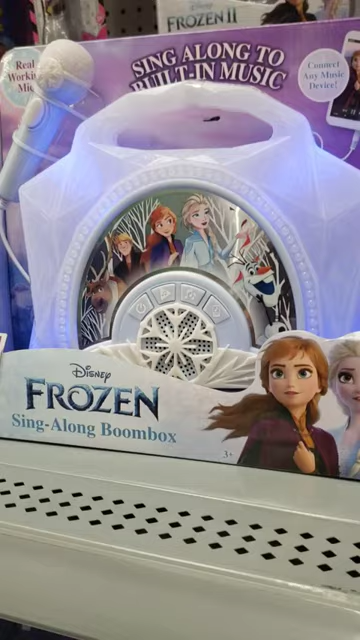 FROZEN II
Real
Working
Mic
SING ALONG TO
BUILT-IN MUSIC
Connect
Any Music
Device!
Disney
FROZEN
Sing-Along Boombox
3+